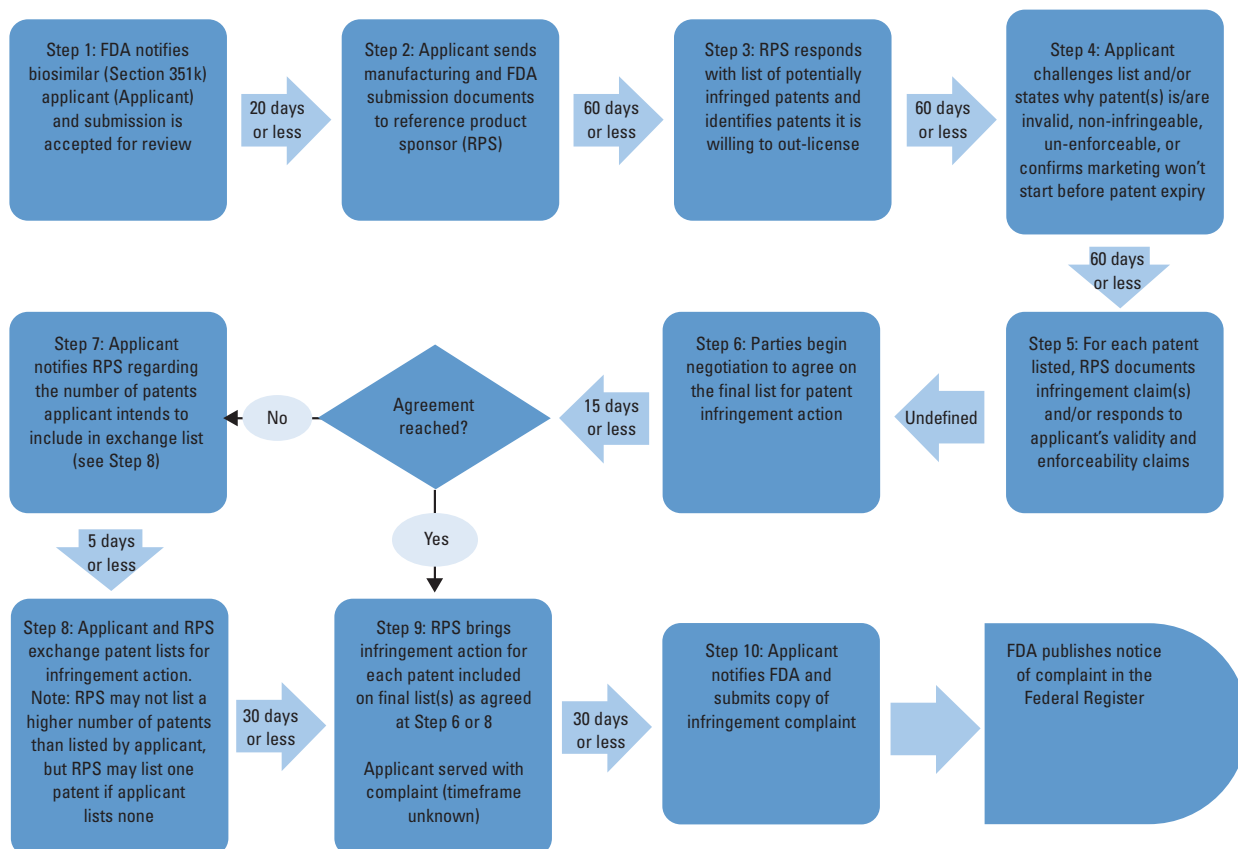 Step 1: FDA notifies
biosimilar (Section 351k)
applicant (Applicant)
and submission is
accepted for review
20 days
or less
Step 2: Applicant sends
manufacturing and FDA
submission documents
to reference product
sponsor (RPS)
60 days
or less
Step 3: RPS responds
with list of potentially
infringed patents and
identifies patents it is
willing to out-license
60 days
or less
Step 4: Applicant
challenges list and/or
states why patent(s) is/are
invalid, non-infringeable,
un-enforceable, or
confirms marketing won't
start before patent expiry
60 days
or less
Step 5: For each patent
listed, RPS documents
infringement claim(s)
and/or responds to
applicant's validity and
enforceability claims
Undefined
Step 6: Parties begin
negotiation to agree on
the final list for patent
infringement action
15 days
or less
Agreement
reached?
No
Yes
Step 7: Applicant
notifies RPS regarding
the number of patents
applicant intends to
include in exchange list
(see Step 8)
5 days
or less
Step 8: Applicant and RPS
exchange patent lists for
infringement action.
Note: RPS may not list a
higher number of patents
than listed by applicant,
but RPS may list one
patent if applicant
lists none
30 days
or less
Step 9: RPS brings
infringement action for
each patent included
on final list(s) as agreed
at Step 6 or 8
Applicant served with
complaint (timeframe
unknown)
30 days
or less
Step 10: Applicant
notifies FDA and
submits copy of
infringement complaint
FDA publishes notice
of complaint in the
Federal Register